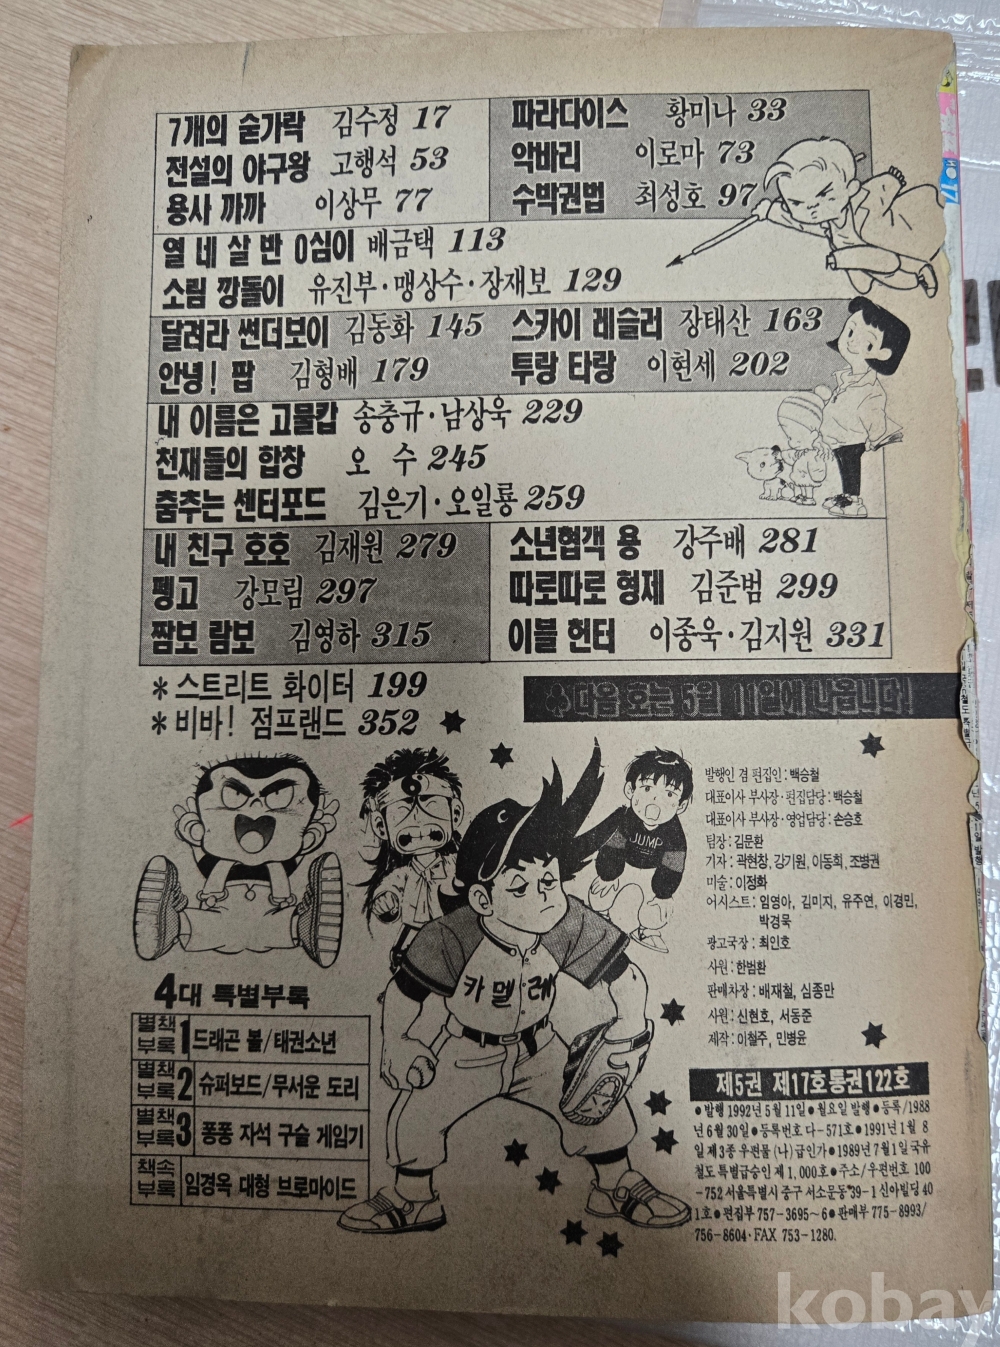 7개의 숟가락 김수정 17
전설의 야구왕 고행석 53
용사 까까 이상무 77
파라다이스 황미나 33
악바리 이로마 73
수박권법 최성호 97
열 네 살 반 0심이 배금택 113
소림 깡돌이 유진부·맹상수·장재보 129
달려라 썬더보이 김동화 145
안녕! 팝 김형배 179
스카이 레슬러 장태산 163
투랑 타랑 이현세 202
내 이름은 고물캅 송충규·남상욱 229
천재들의 합창 오 수 245
춤추는 센터포드 김은기·오일룡 259
내 친구 호호 김재원 279
펭고 강모림 297
짬보 람보 김영하 315
소년협객 용 강주배 281
따로따로 형제 김준범 299
이블 헌터 이종욱·김지원 331
*스트리트 화이터 199
*비바! 점프랜드 352
♣다음 호는 5월 11일에 나옵니다!
JUMP
카멜레
발행인 겸 편집인:백승철
대표이사 부사장·편집담당:백승철
대표이사 부사장·영업담당:손승호
팀장:김문환
기자:곽현창, 강기원, 이동희, 조병권
미술:이정화
어시스트:임영아, 김미지, 유주연, 이경민,
박경묵
광고국장:최인호
사원:한범환
판매차장:배재철, 심종만
사원:신현호, 서동준
제작:이철주, 민병윤
4대 특별부록
별책부록 1 드래곤 볼/태권소년
별책부록 2 슈퍼보드/무서운 도리
별책부록 3 퐁퐁 자석 구슬 게임기
책속부록 임경옥 대형 브로마이드
제5권 제17호통권122호
●발행 1992년 5월 11일●월요일 발행●등록/1988
년 6월 30일●등록번호 다-571호●1991년 1월 8
일 제3종 우편물(나)급인가●1989년 7월 1일 국유
철도 특별급승인 제1,000호●주소/우편번호 100
-752 서울특별시 중구 서소문동 39-1 신아빌딩 40
1호●편집부 757-3695~6●판매부 775-8993/
756-8604·FAX 753-1280.
kobay